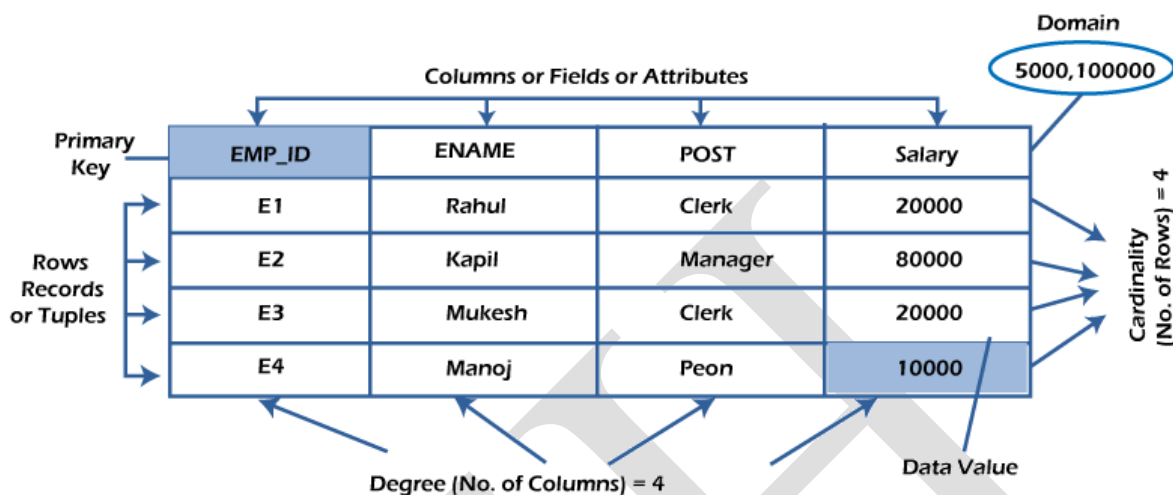 Domain
5000,100000
Columns or Fields or Attributes
Primary
Key
EMP_ID ENAME POST Salary
E1 Rahul Clerk 20000
E2 Kapil Manager 80000
E3 Mukesh Clerk 20000
E4 Manoj Peon 10000
Rows
Records
or Tuples
Cardinality
(No. of Rows) = 4
Degree (No. of Columns) = 4
Data Value